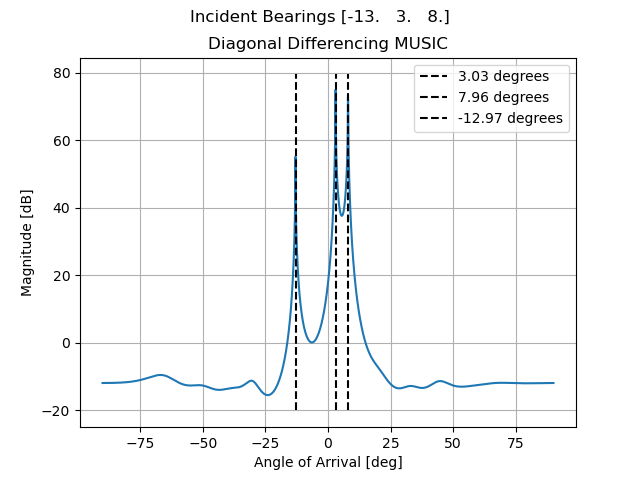 Incident Bearings [-13.   3.   8.]
Diagonal Differencing MUSIC
3.03 degrees
7.96 degrees
-12.97 degrees
Magnitude [dB]
80
60
40
20
0
−20
−75
−50
−25
0
25
50
75
Angle of Arrival [deg]